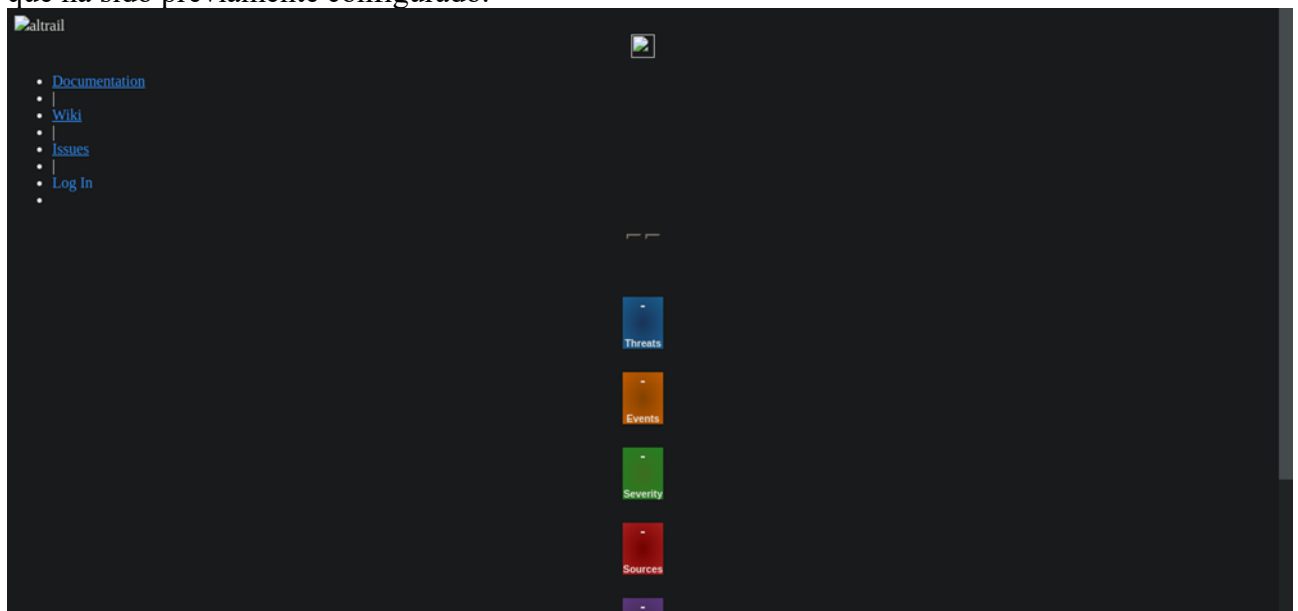 que ha sido previamente configurado.
altrail
Documentation
|
Wiki
|
Issues
|
Log In
-
Threats
-
Events
-
Severity
-
Sources
-